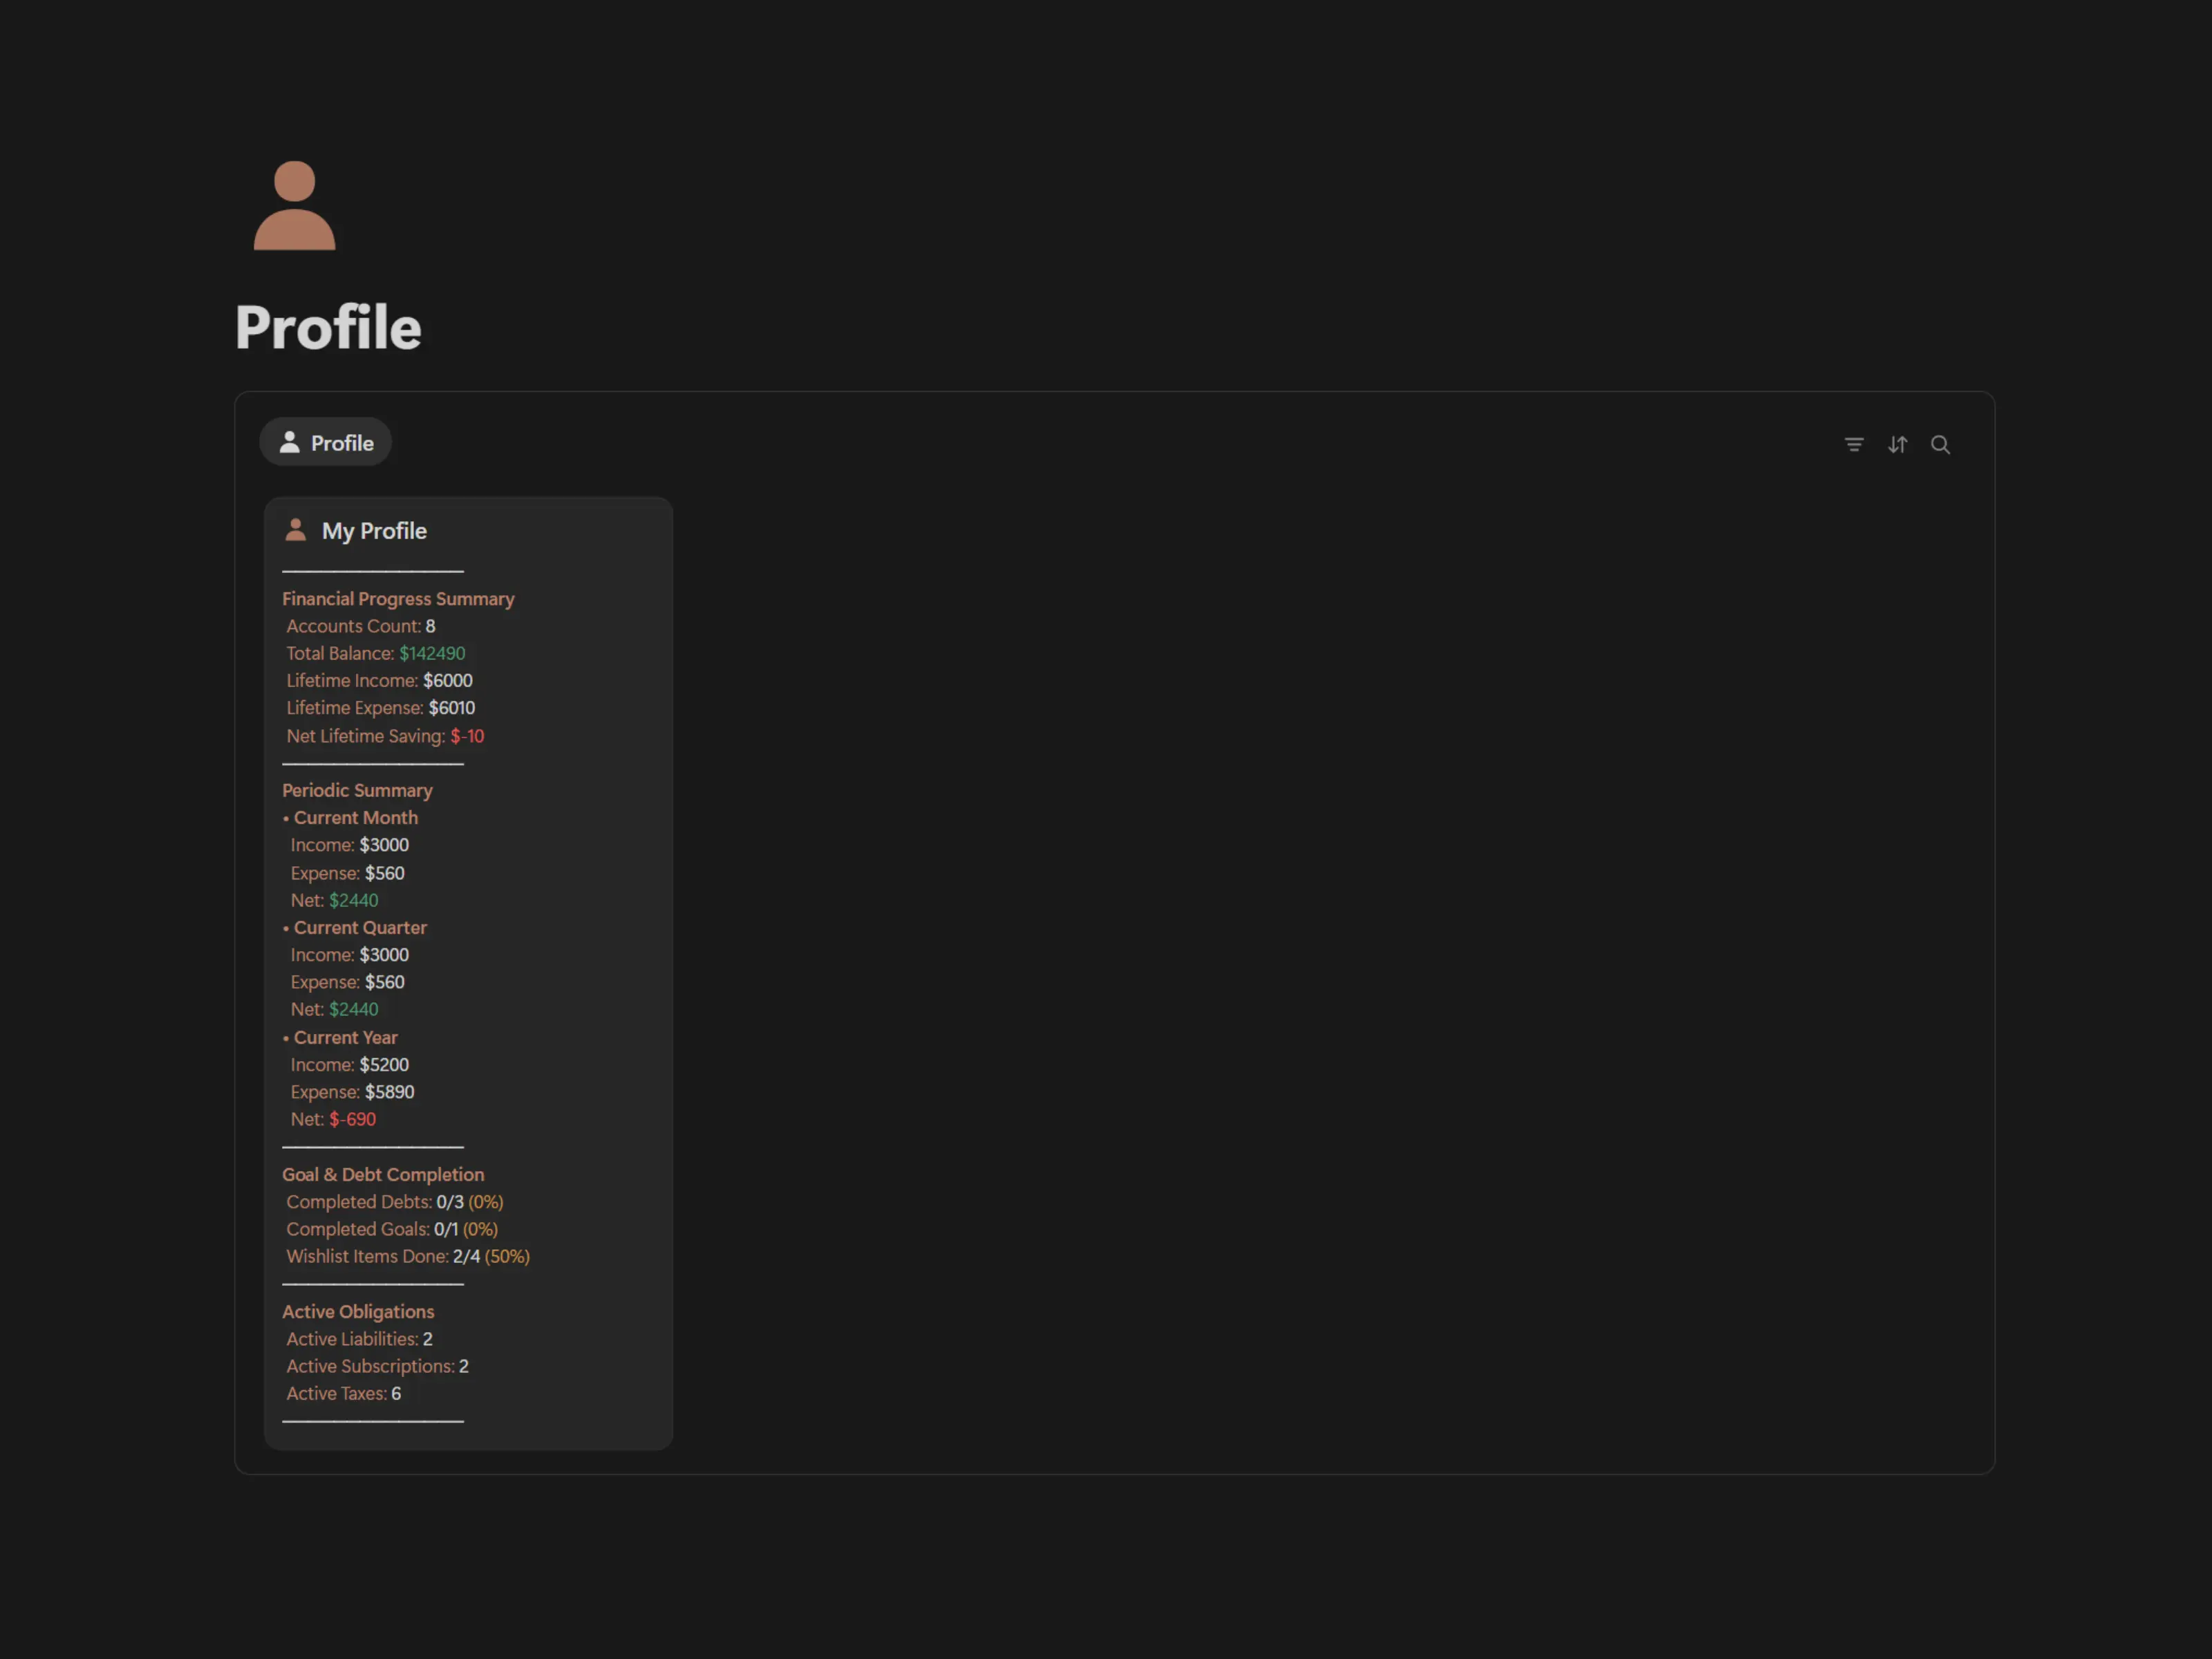 Profile
Profile
My Profile
Financial Progress Summary
Accounts Count: 8
Total Balance: $142490
Lifetime Income: $6000
Lifetime Expense: $6010
Net Lifetime Saving: $-10
Periodic Summary
• Current Month
Income: $3000
Expense: $560
Net: $2440
• Current Quarter
Income: $3000
Expense: $560
Net: $2440
• Current Year
Income: $5200
Expense: $5890
Net: $-690
Goal & Debt Completion
Completed Debts: 0/3 (0%)
Completed Goals: 0/1 (0%)
Wishlist Items Done: 2/4 (50%)
Active Obligations
Active Liabilities: 2
Active Subscriptions: 2
Active Taxes: 6